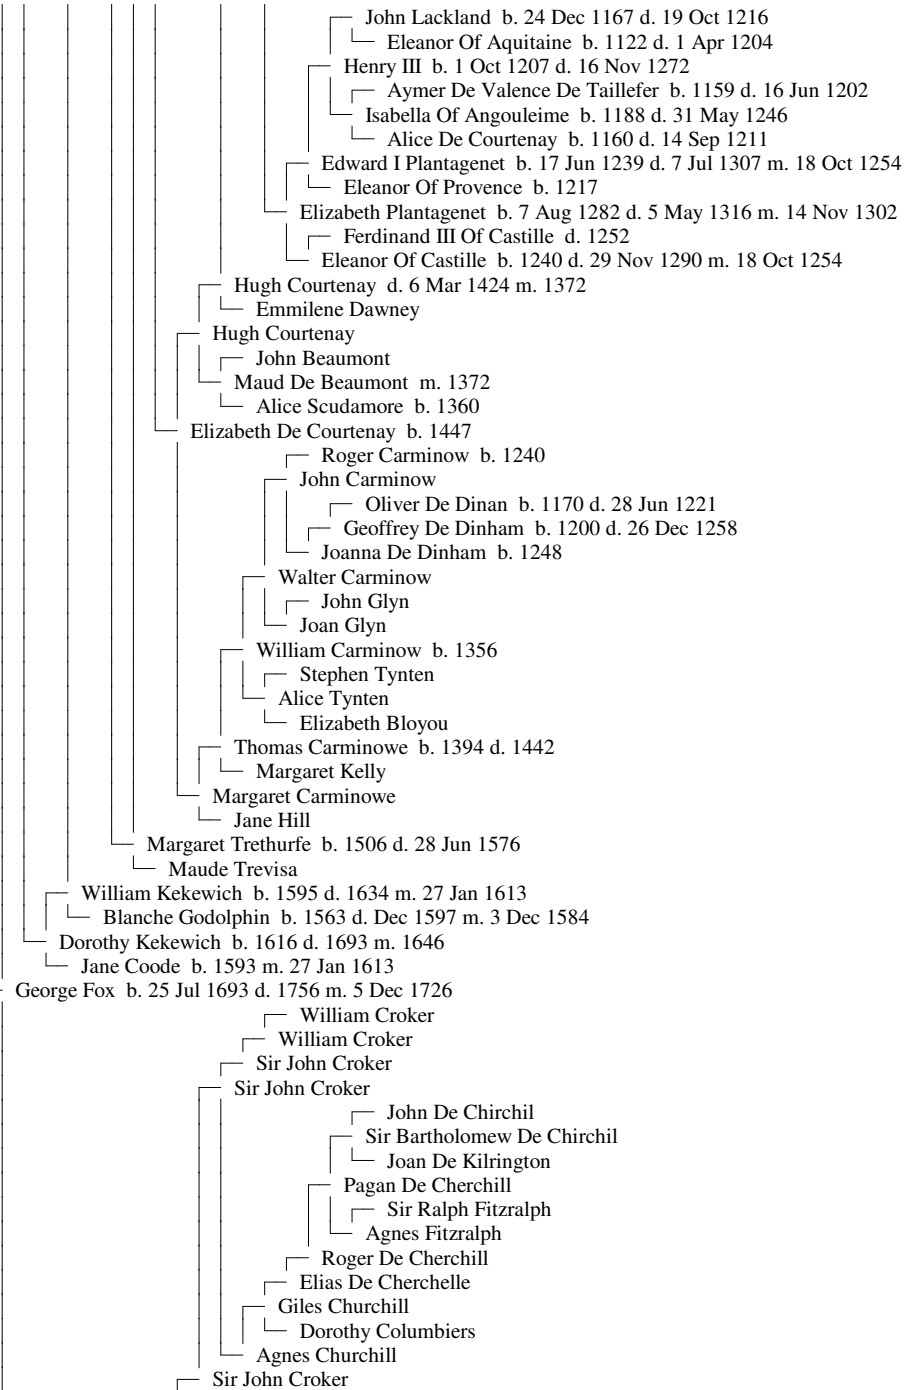 John Lackland b. 24 Dec 1167 d. 19 Oct 1216
Eleanor Of Aquitaine b. 1122 d. 1 Apr 1204
Henry III b. 1 Oct 1207 d. 16 Nov 1272
Aymer De Valence De Taillefer b. 1159 d. 16 Jun 1202
Isabella Of Angouleime b. 1188 d. 31 May 1246
Alice De Courtenay b. 1160 d. 14 Sep 1211
Edward I Plantagenet b. 17 Jun 1239 d. 7 Jul 1307 m. 18 Oct 1254
Eleanor Of Provence b. 1217
Elizabeth Plantagenet b. 7 Aug 1282 d. 5 May 1316 m. 14 Nov 1302
Ferdinand III Of Castille d. 1252
Eleanor Of Castille b. 1240 d. 29 Nov 1290 m. 18 Oct 1254
Hugh Courtenay d. 6 Mar 1424 m. 1372
Emmilene Dawney
Hugh Courtenay
John Beaumont
Maud De Beaumont m. 1372
Alice Scudamore b. 1360
Elizabeth De Courtenay b. 1447
Roger Carminow b. 1240
John Carminow
Oliver De Dinan b. 1170 d. 28 Jun 1221
Geoffrey De Dinham b. 1200 d. 26 Dec 1258
Joanna De Dinham b. 1248
Walter Carminow
John Glyn
Joan Glyn
William Carminow b. 1356
Stephen Tynten
Alice Tynten
Elizabeth Bloyou
Thomas Carminowe b. 1394 d. 1442
Margaret Kelly
Margaret Carminowe
Jane Hill
Margaret Trethurfe b. 1506 d. 28 Jun 1576
Maude Trevisa
William Kekewich b. 1595 d. 1634 m. 27 Jan 1613
Blanche Godolphin b. 1563 d. Dec 1597 m. 3 Dec 1584
Dorothy Kekewich b. 1616 d. 1693 m. 1646
Jane Coode b. 1593 m. 27 Jan 1613
George Fox b. 25 Jul 1693 d. 1756 m. 5 Dec 1726
William Croker
William Croker
Sir John Croker
Sir John Croker
John De Chirchil
Sir Bartholomew De Chirchil
Joan De Kilrington
Pagan De Cherchill
Sir Ralph Fitzralph
Agnes Fitzralph
Roger De Cherchill
Elias De Cherchelle
Giles Churchill
Dorothy Columbiers
Agnes Churchill
Sir John Croker